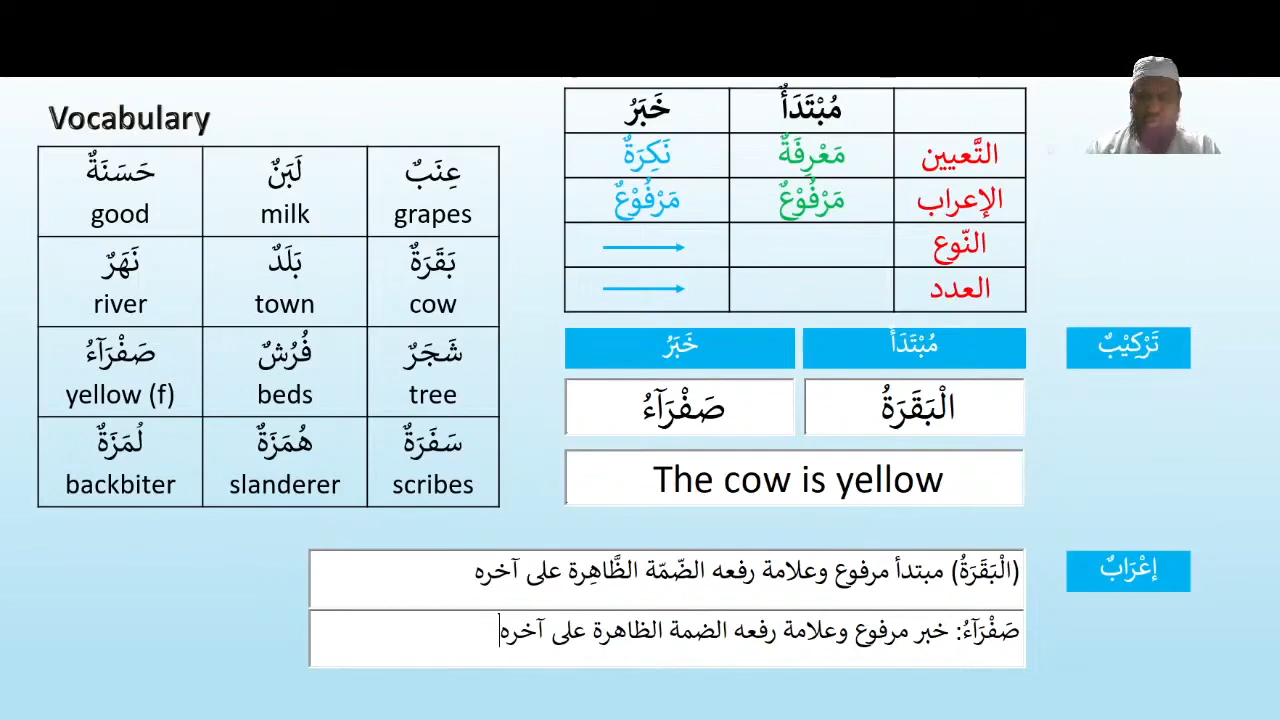 Vocabulary
حَسَنَةٌ لَبَنٌ عِنَبٌ
good milk grapes
نَهَرٌ بَلَدٌ بَقَرَةٌ
river town cow
صَفْرَآءُ فُرُشٌ شَجَرٌ
yellow (f) beds tree
لُمَزَةٌ هُمَزَةٌ سَفَرَةٌ
backbiter slanderer scribes
مُبْتَدَأٌ خَبَرٌ
التَّعيين مَعْرِفَةٌ نَكِرَةٌ
الإعراب مَرْفُوْعٌ مَرْفُوْعٌ
النّوع
العدد
تَرْكِيْبٌ مُبْتَدَأٌ خَبَرٌ
الْبَقَرَةُ صَفْرَآءُ
The cow is yellow
إعْرَابٌ
(الْبَقَرَةُ) مبتدأ مرفوع وعلامة رفعه الضّمّة الظَّاهِرة على آخره
صَفْرَآءُ: خبر مرفوع وعلامة رفعه الضمة الظاهرة على آخره